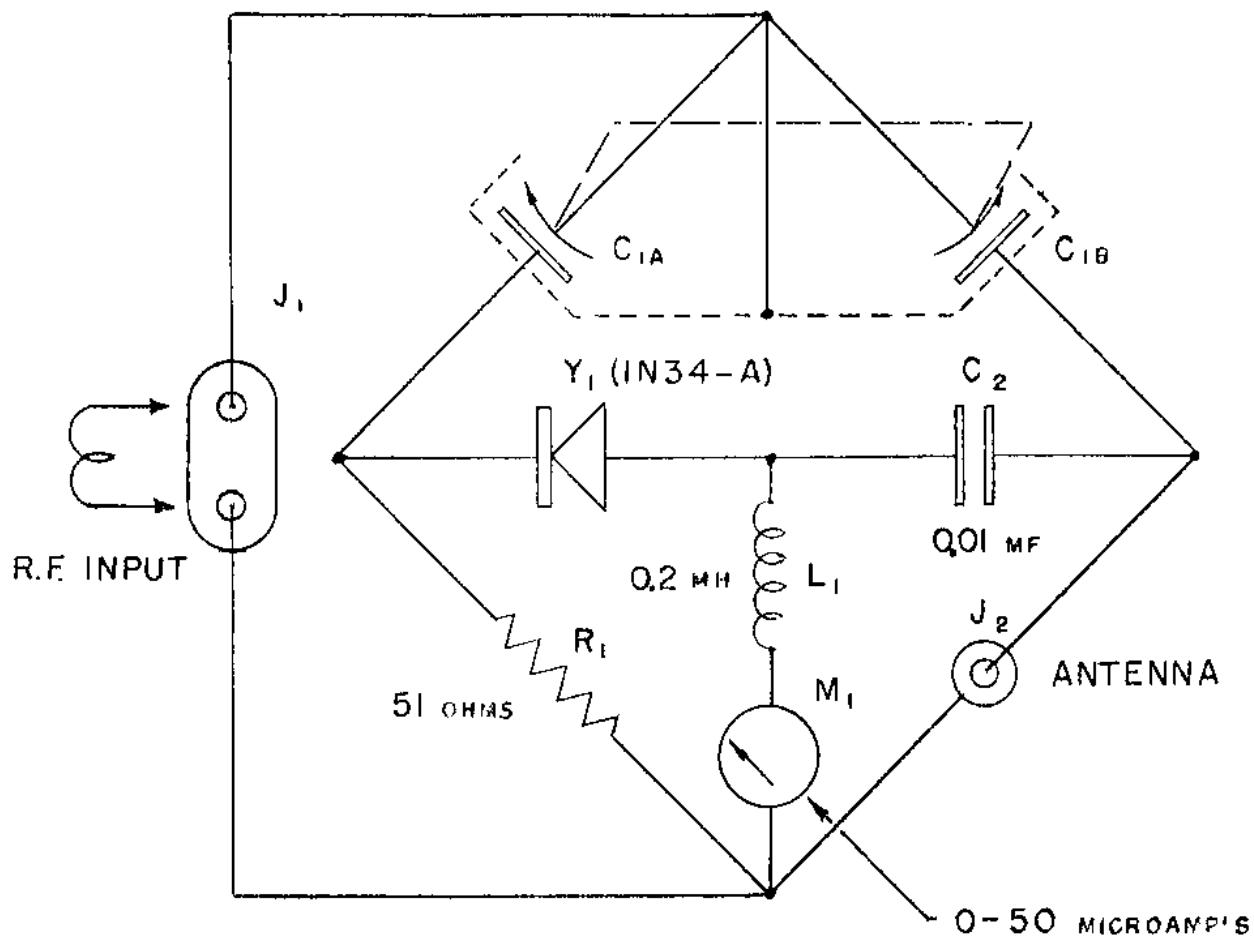 C1A
C1B
J1
Y1 (1N34-A)
C2
0.01 MF
R.F. INPUT
0.2 MH
L1
J2
R1
ANTENNA
51 OHMS
M1
0-50 MICROAMP'S